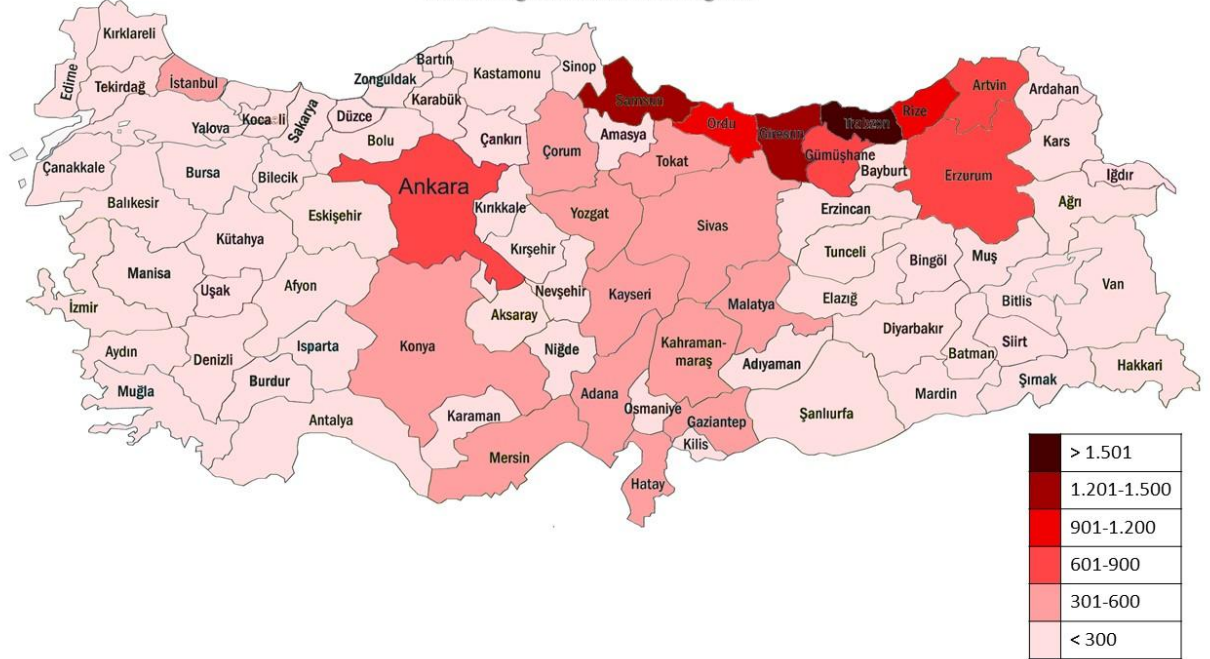 Kırklareli
Edirne
Tekirdağ
İstanbul
Yalova
Kocaeli
Sakarya
Düzce
Zonguldak
Bartın
Karabük
Kastamonu
Sinop
Samsun
Ordu
Giresun
Trabzon
Rize
Artvin
Ardahan
Kars
Iğdır
Ağrı
Erzurum
Bayburt
Gümüşhane
Tokat
Amasya
Çorum
Çankırı
Bolu
Ankara
Kırıkkale
Yozgat
Sivas
Erzincan
Tunceli
Bingöl
Muş
Bitlis
Van
Hakkari
Şırnak
Siirt
Batman
Mardin
Diyarbakır
Elazığ
Malatya
Adıyaman
Şanlıurfa
Kahraman-
maraş
Gaziantep
Kilis
Osmaniye
Hatay
Adana
Kayseri
Nevşehir
Kırşehir
Aksaray
Niğde
Konya
Karaman
Mersin
Antalya
Isparta
Burdur
Afyon
Eskişehir
Bilecik
Bursa
Kütahya
Uşak
Denizli
Muğla
Aydın
İzmir
Manisa
Balıkesir
Çanakkale
> 1.501
1.201-1.500
901-1.200
601-900
301-600
< 300